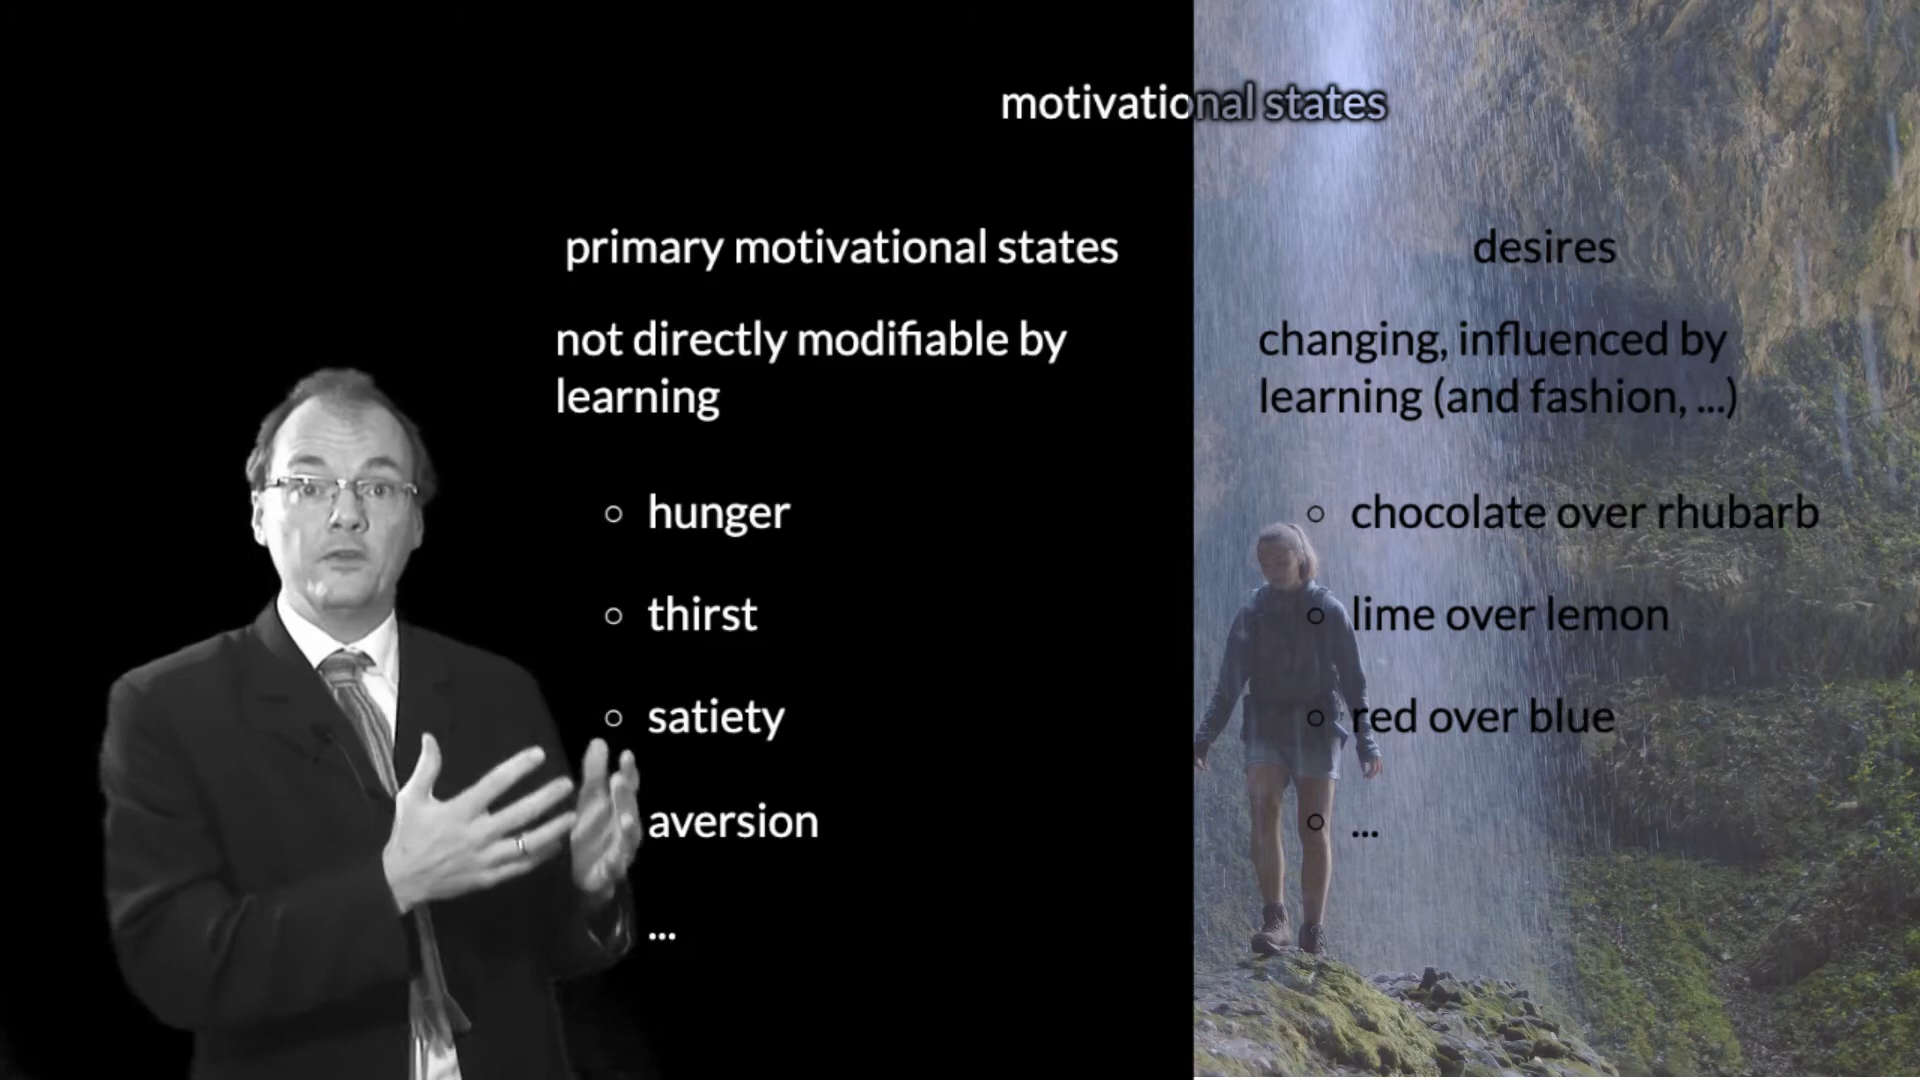 motivational states
primary motivational states
not directly modifiable by
learning
○ hunger
○ thirst
○ satiety
aversion
...
desires
changing, influenced by
learning (and fashion, ...)
○ chocolate over rhubarb
○ lime over lemon
○ red over blue
○ ...